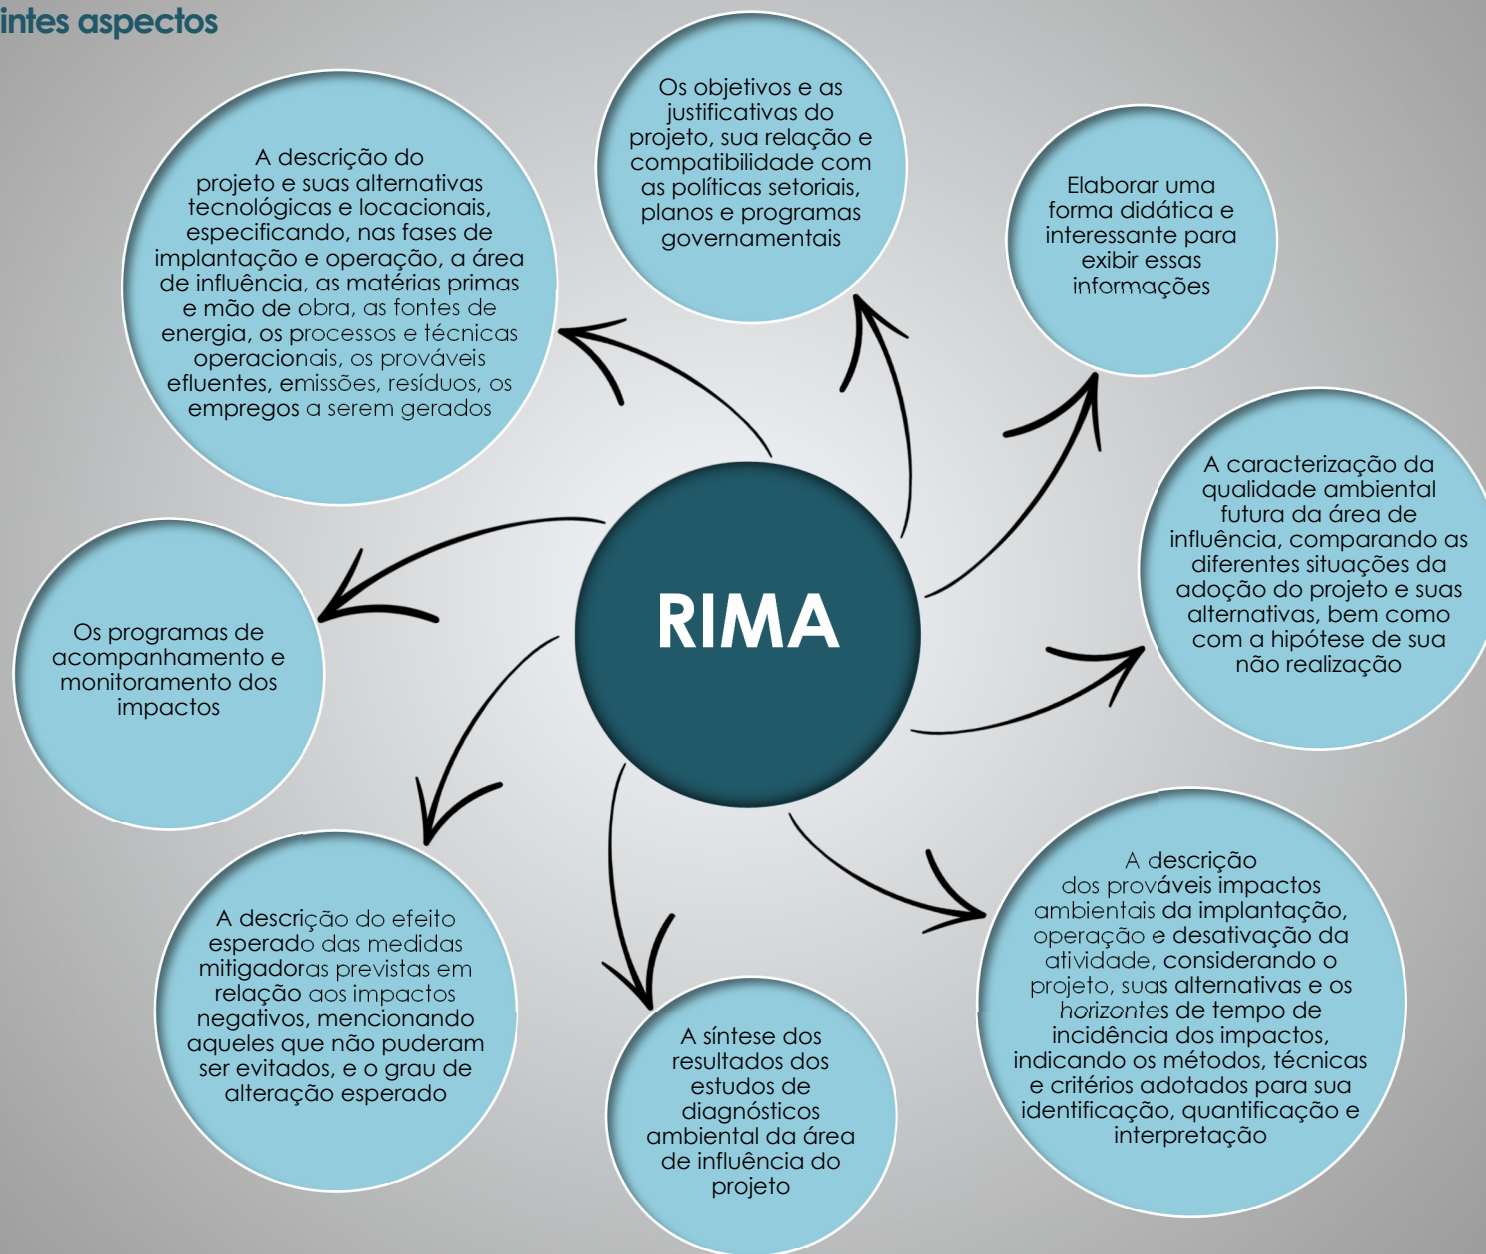 intes aspectos
Os objetivos e as
justificativas do
projeto, sua relação e
compatibilidade com
as políticas setoriais,
planos e programas
governamentais
A descrição do
projeto e suas alternativas
tecnológicas e locacionais,
especificando, nas fases de
implantação e operação, a área
de influência, as matérias primas
e mão de obra, as fontes de
energia, os processos e técnicas
operacionais, os prováveis
efluentes, emissões, resíduos, os
empregos a serem gerados
Elaborar uma
forma didática e
interessante para
exibir essas
informações
A caracterização da
qualidade ambiental
futura da área de
influência, comparando as
diferentes situações da
adoção do projeto e suas
alternativas, bem como
com a hipótese de sua
não realização
RIMA
Os programas de
acompanhamento e
monitoramento dos
impactos
A descrição do efeito
esperado das medidas
mitigadoras previstas em
relação aos impactos
negativos, mencionando
aqueles que não puderam
ser evitados, e o grau de
alteração esperado
A síntese dos
resultados dos
estudos de
diagnósticos
ambiental da área
de influência do
projeto
A descrição
dos prováveis impactos
ambientais da implantação,
operação e desativação da
atividade, considerando o
projeto, suas alternativas e os
horizontes de tempo de
incidência dos impactos,
indicando os métodos, técnicas
e critérios adotados para sua
identificação, quantificação e
interpretação